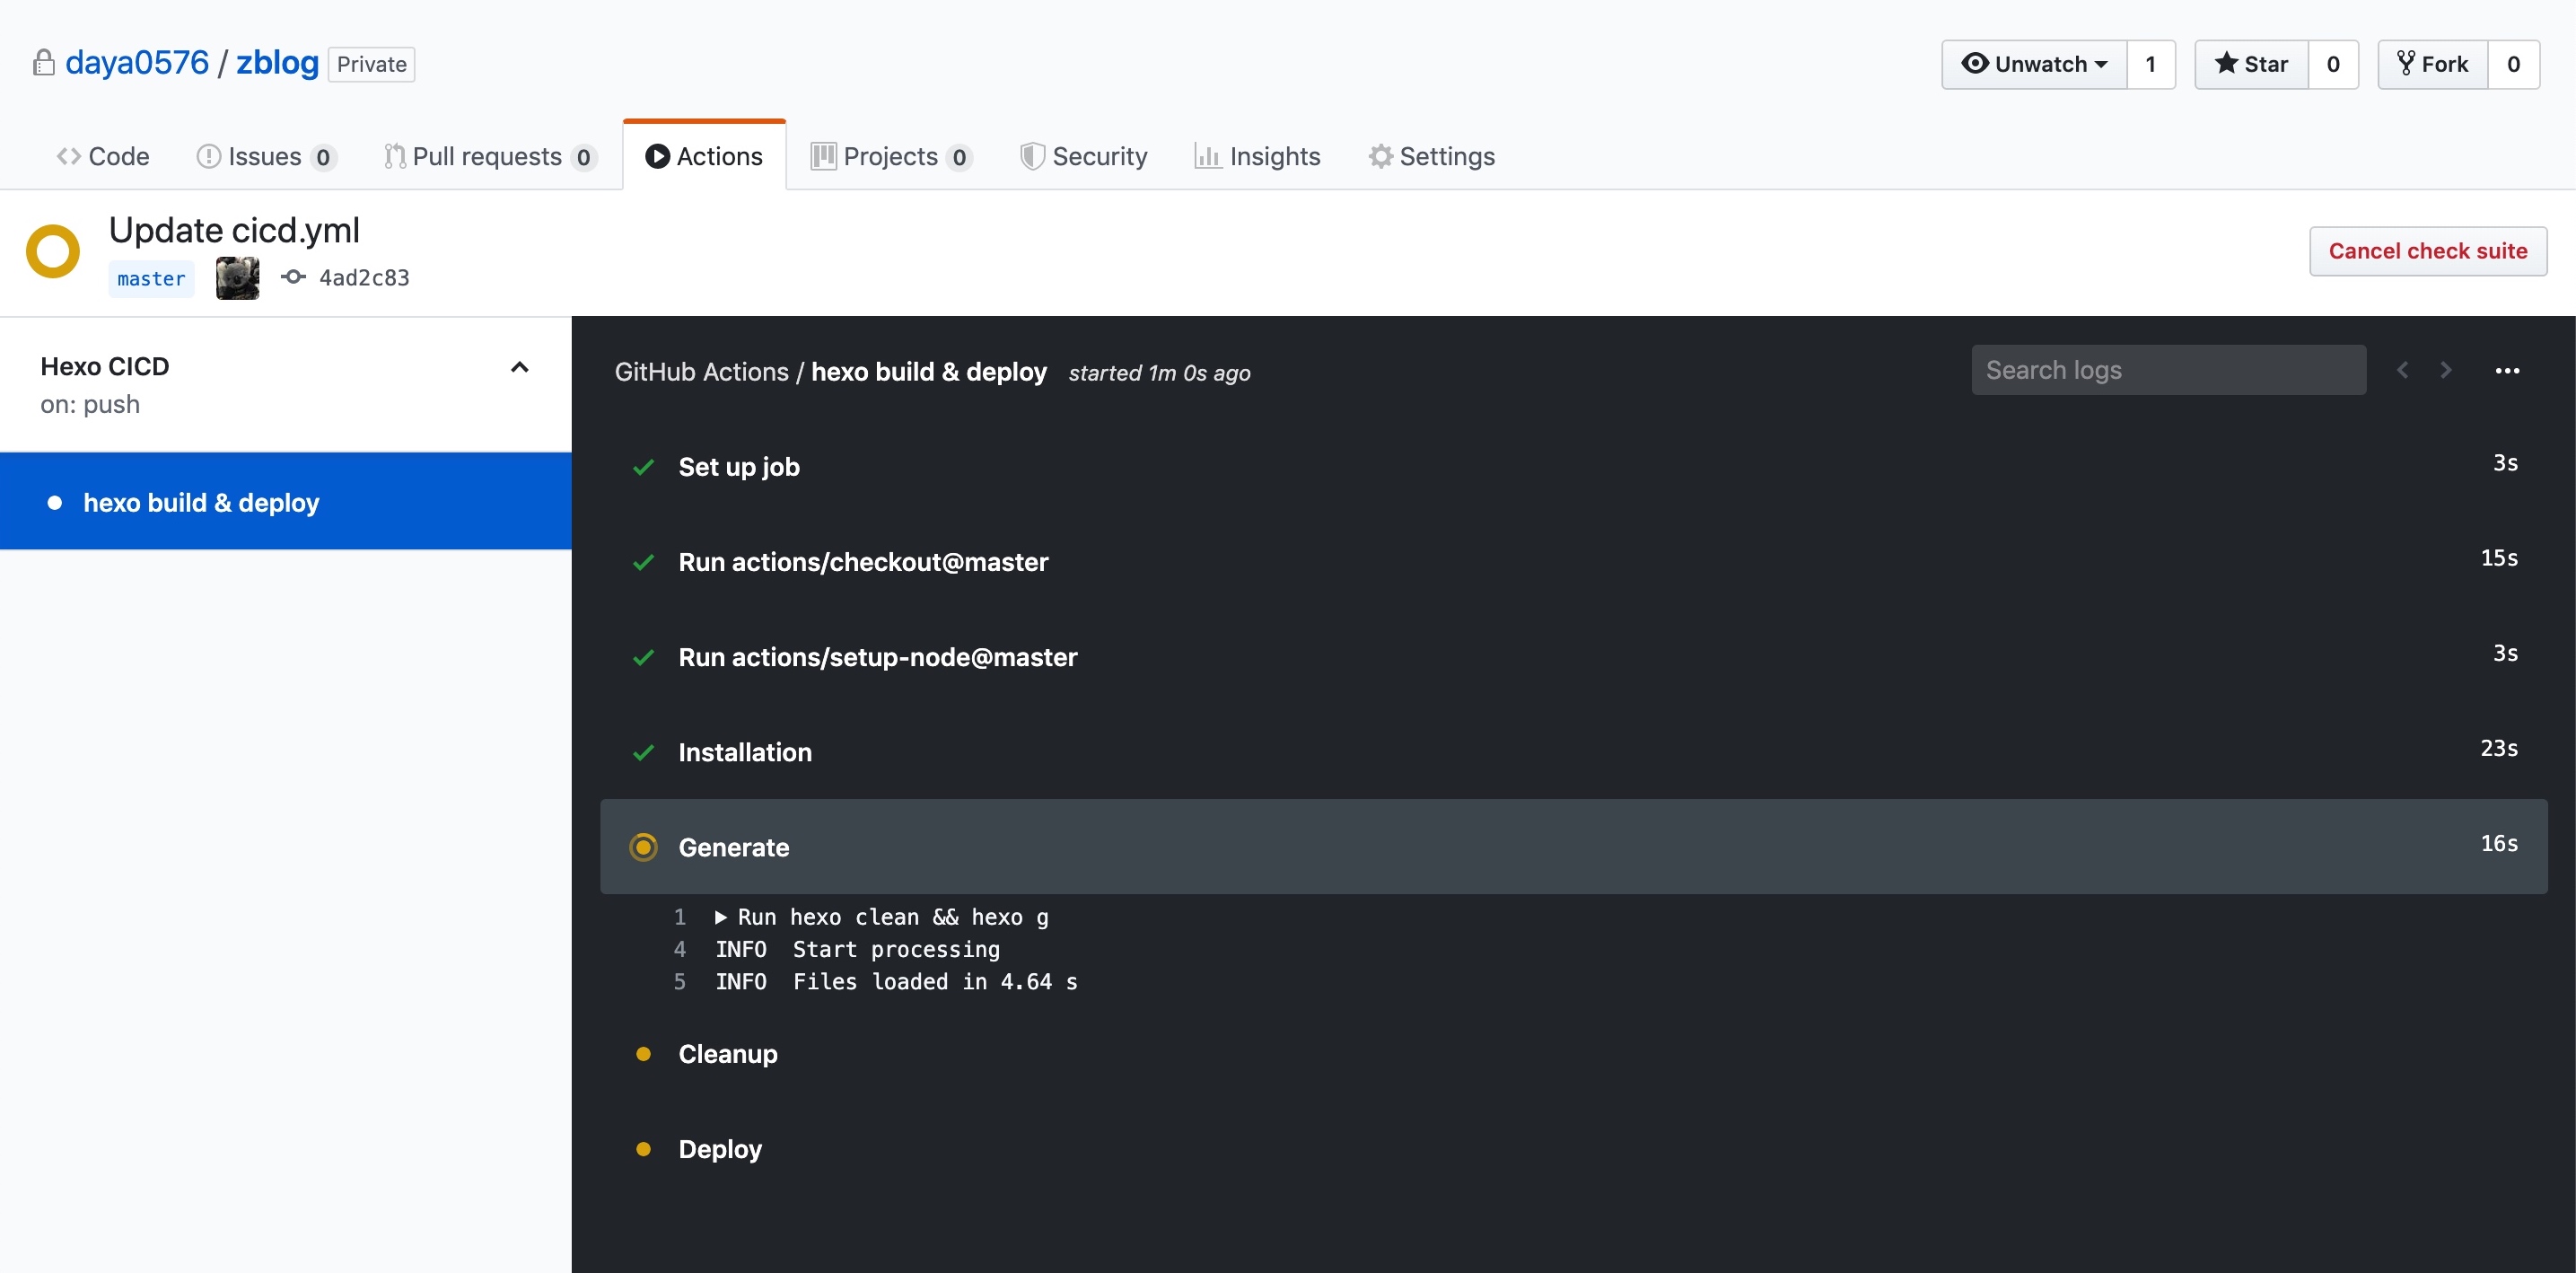 daya0576 / zblog Private
Unwatch 1 Star 0 Fork 0
Code Issues 0 Pull requests 0 Actions Projects 0 Security Insights Settings
Update cicd.yml
master 4ad2c83
Cancel check suite
Hexo CICD
on: push
hexo build & deploy
GitHub Actions / hexo build & deploy started 1m 0s ago
Search logs
Set up job 3s
Run actions/checkout@master 15s
Run actions/setup-node@master 3s
Installation 23s
Generate 16s
1 Run hexo clean && hexo g
4 INFO Start processing
5 INFO Files loaded in 4.64 s
Cleanup
Deploy